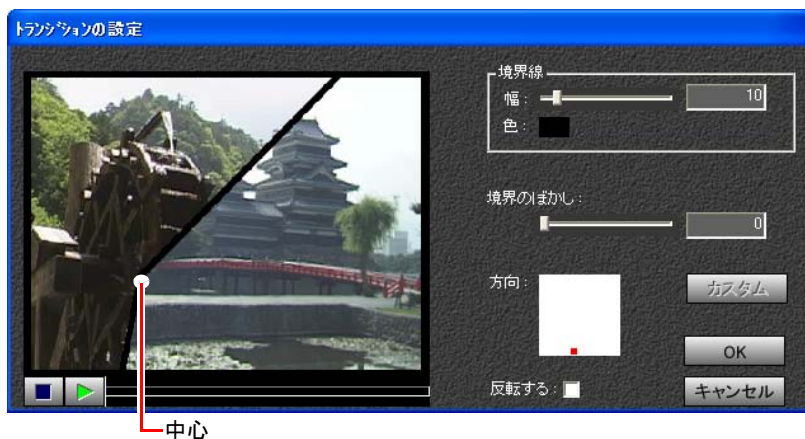 トランジションの設定
境界線
幅： 10
色：
境界のぼかし：
0
方向：
カスタム
OK
反転する：
キャンセル
中心